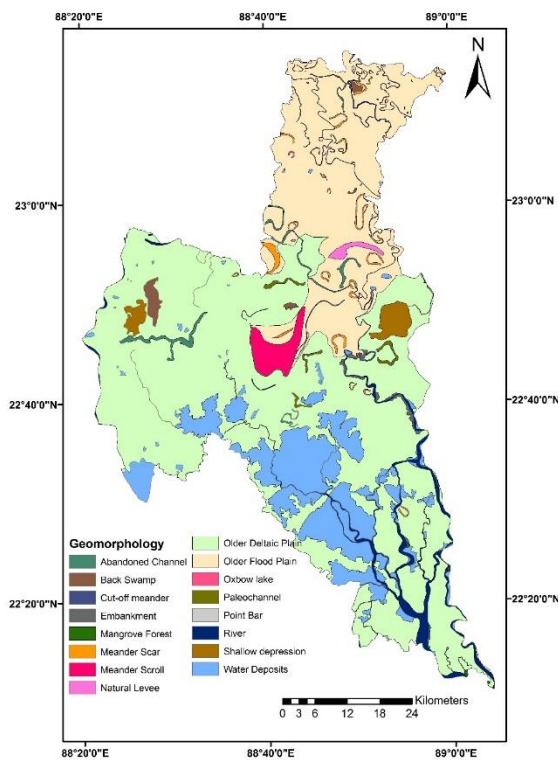 88°20'0"E 88°40'0"E 89°0'0"E
N
23°0'0"N 23°0'0"N
22°40'0"N 22°40'0"N
22°20'0"N 22°20'0"N
Geomorphology
Abandoned Channel
Back Swamp
Cut-off meander
Embankment
Mangrove Forest
Meander Scar
Meander Scroll
Natural Levee
Older Deltaic Plain
Older Flood Plain
Oxbow lake
Paleochannel
Point Bar
River
Shallow depression
Water Deposits
Kilometers
0 3 6 12 18 24
88°20'0"E 88°40'0"E 89°0'0"E